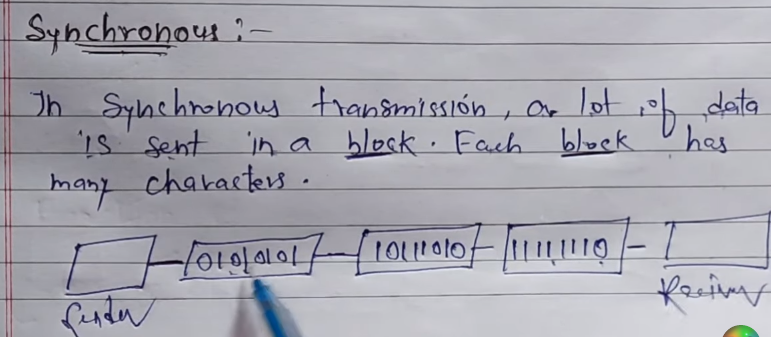 Synchronous :-
In Synchronous transmission, a lot of data
is sent in a block. Each block has
many characters.
01010101 10111010 11111110
Sender Reciver